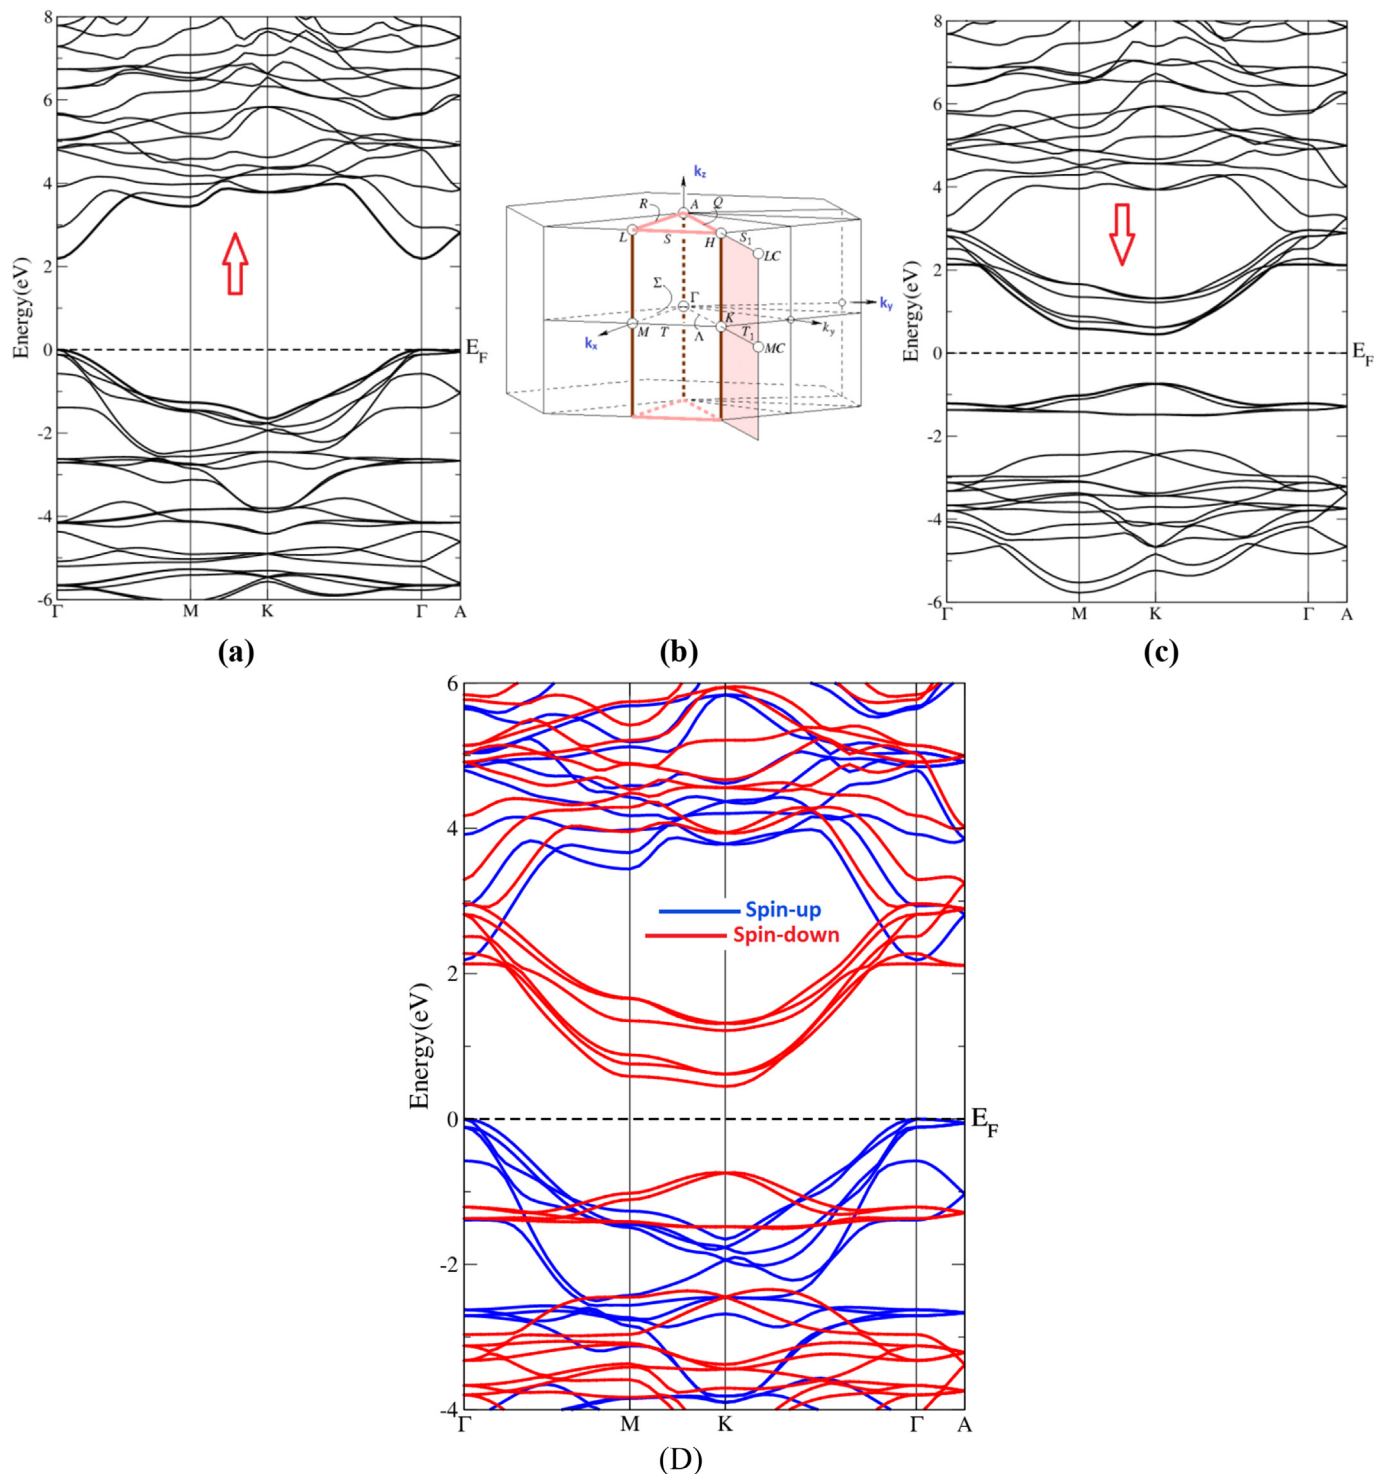 8
6
4
2
0
-2
-4
-6
Energy(eV)
E_F
Γ M K Γ A
(a)
k_z
R A Q
L S H S_1 LC
Σ Γ k_y
K
M T Λ T_1 k_y
k_x MC
(b)
8
6
4
2
0
-2
-4
-6
Energy(eV)
E_F
Γ M K Γ A
(c)
6
4
2
0
-2
-4
Energy(eV)
Spin-up
Spin-down
E_F
Γ M K Γ A
(D)